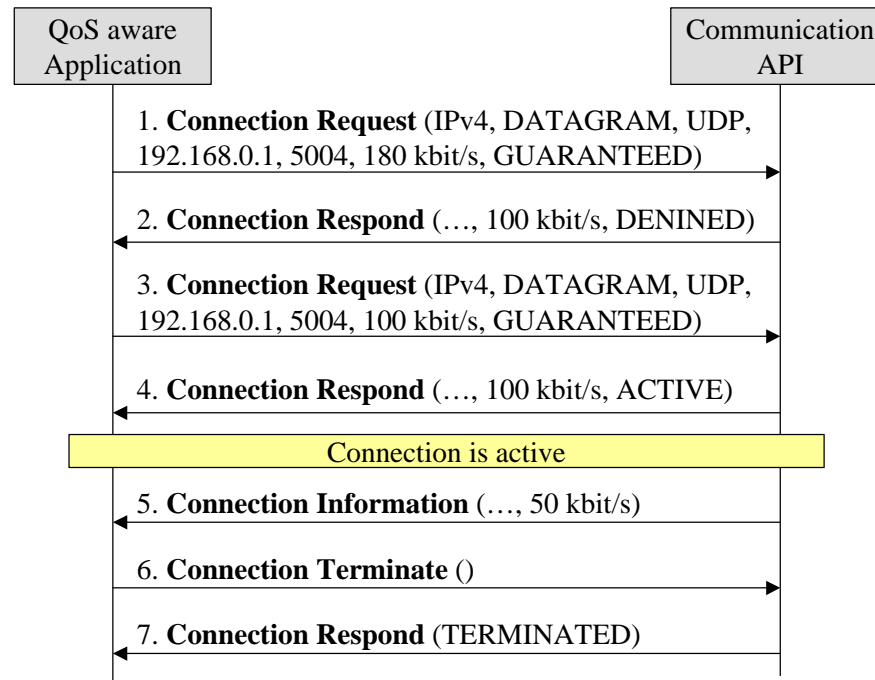 QoS aware
Application
Communication
API
1. Connection Request (IPv4, DATAGRAM, UDP,
192.168.0.1, 5004, 180 kbit/s, GUARANTEED)
2. Connection Respond (…, 100 kbit/s, DENINED)
3. Connection Request (IPv4, DATAGRAM, UDP,
192.168.0.1, 5004, 100 kbit/s, GUARANTEED)
4. Connection Respond (…, 100 kbit/s, ACTIVE)
Connection is active
5. Connection Information (…, 50 kbit/s)
6. Connection Terminate ()
7. Connection Respond (TERMINATED)